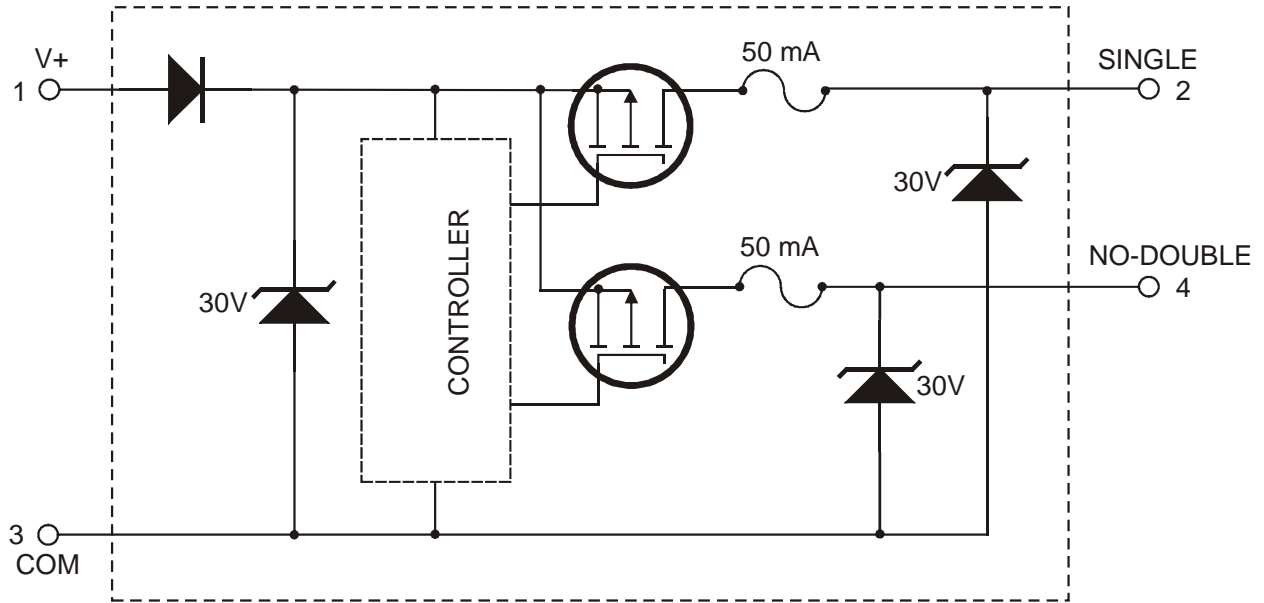 V+
1
50 mA
SINGLE
2
30V
CONTROLLER
50 mA
NO-DOUBLE
4
30V
30V
3
COM